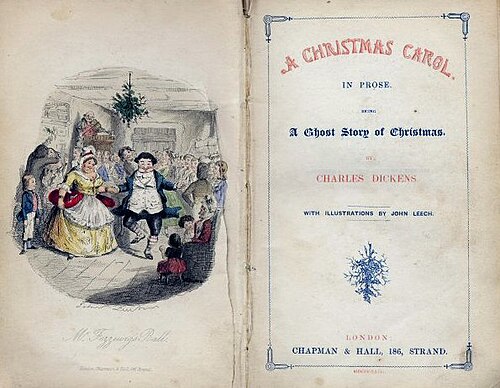 Mr. Fezziwig's Ball.
A CHRISTMAS CAROL.
IN PROSE.
BEING
A Ghost Story of Christmas.
BY
CHARLES DICKENS.
WITH ILLUSTRATIONS BY JOHN LEECH.
LONDON:
CHAPMAN & HALL, 186, STRAND.